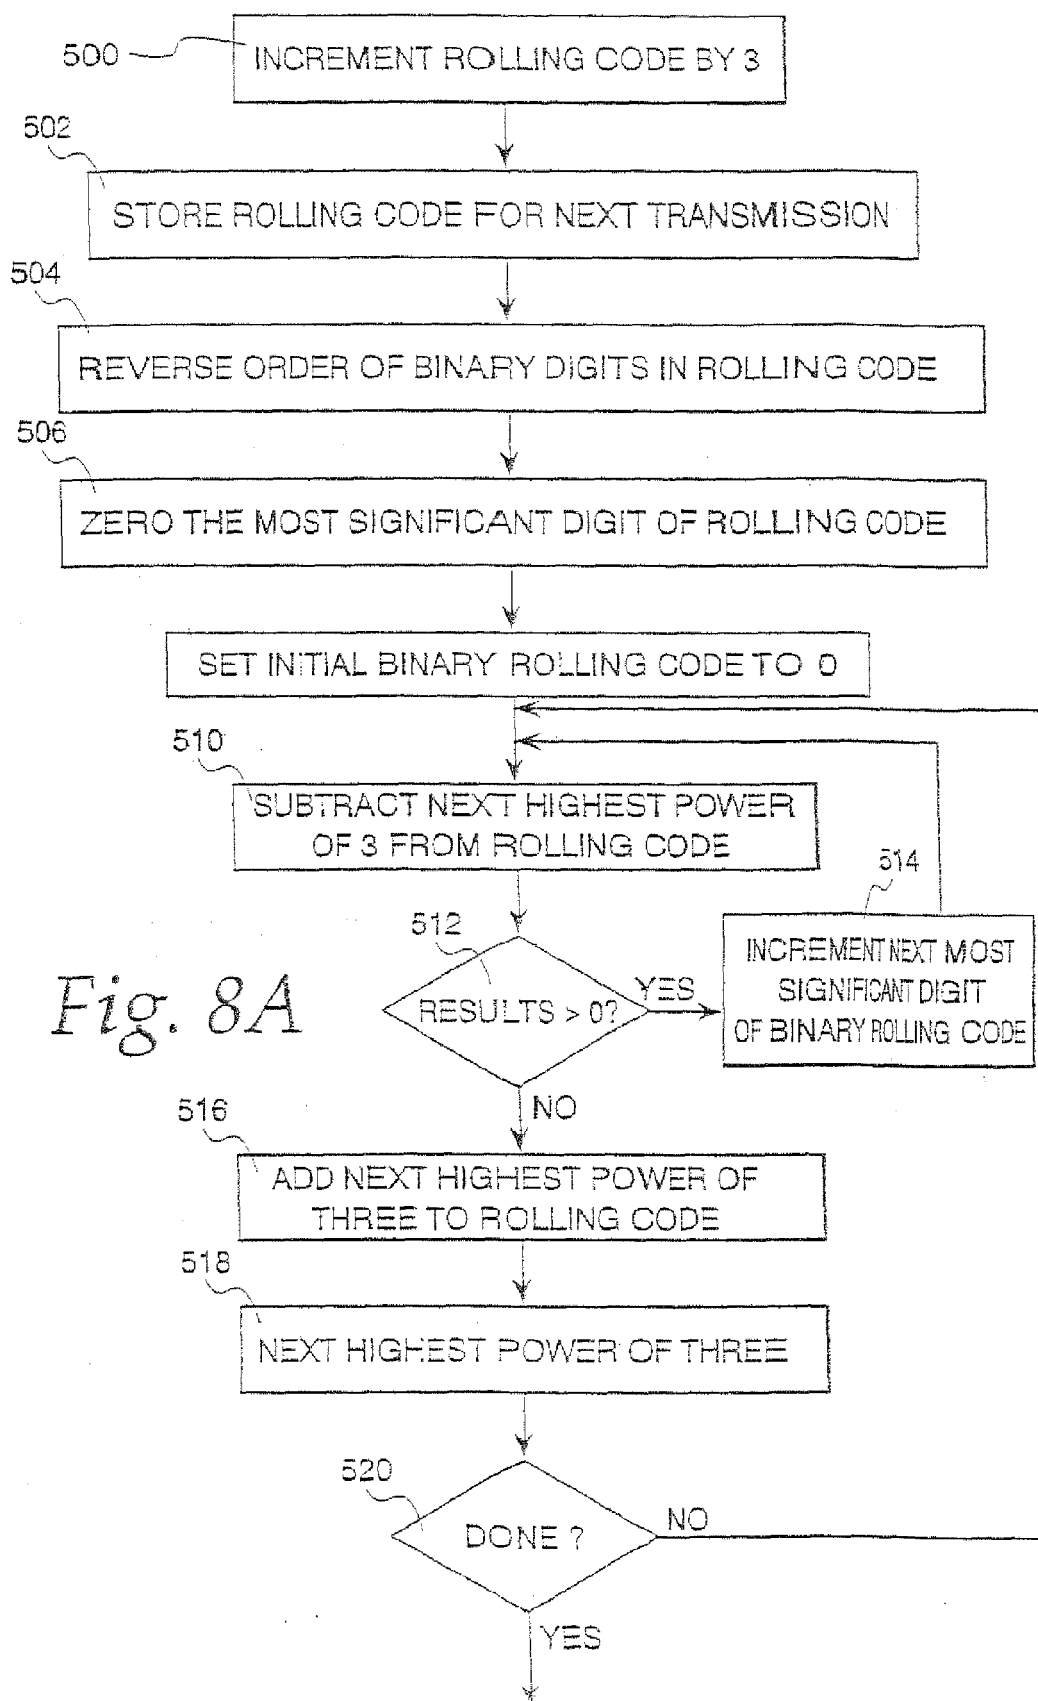 500
INCREMENT ROLLING CODE BY 3
502
STORE ROLLING CODE FOR NEXT TRANSMISSION
504
REVERSE ORDER OF BINARY DIGITS IN ROLLING CODE
506
ZERO THE MOST SIGNIFICANT DIGIT OF ROLLING CODE
SET INITIAL BINARY ROLLING CODE TO 0
510
SUBTRACT NEXT HIGHEST POWER
OF 3 FROM ROLLING CODE
514
512
RESULTS > 0?
YES
INCREMENT NEXT MOST
SIGNIFICANT DIGIT
OF BINARY ROLLING CODE
Fig. 8A
NO
516
ADD NEXT HIGHEST POWER OF
THREE TO ROLLING CODE
518
NEXT HIGHEST POWER OF THREE
520
DONE ?
NO
YES